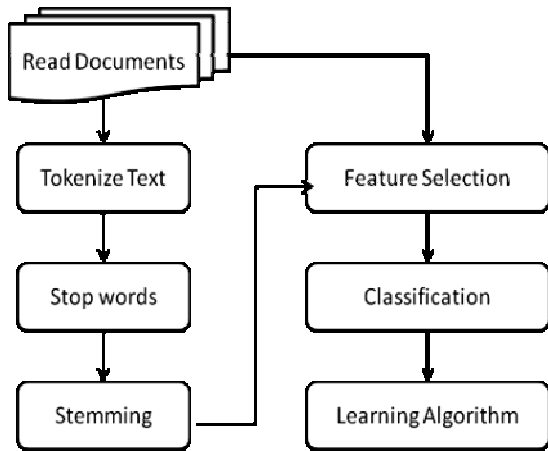 Read Documents
Tokenize Text
Stop words
Stemming
Feature Selection
Classification
Learning Algorithm